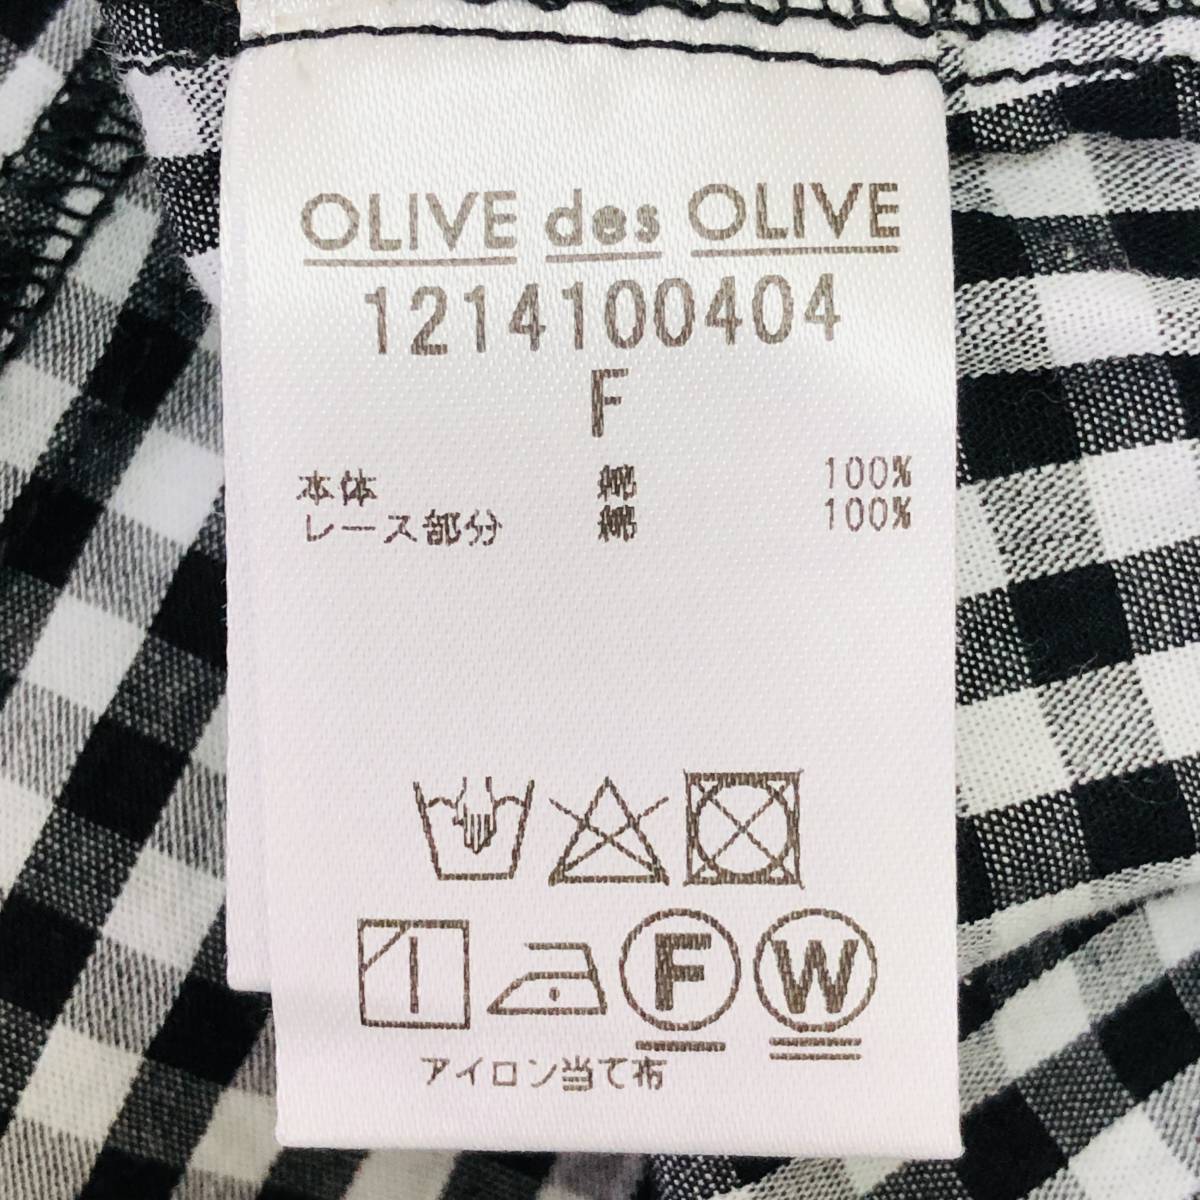 OLIVE des OLIVE
1214100404
F
本体 綿 100%
レース部分 綿 100%
F W
アイロン当て布